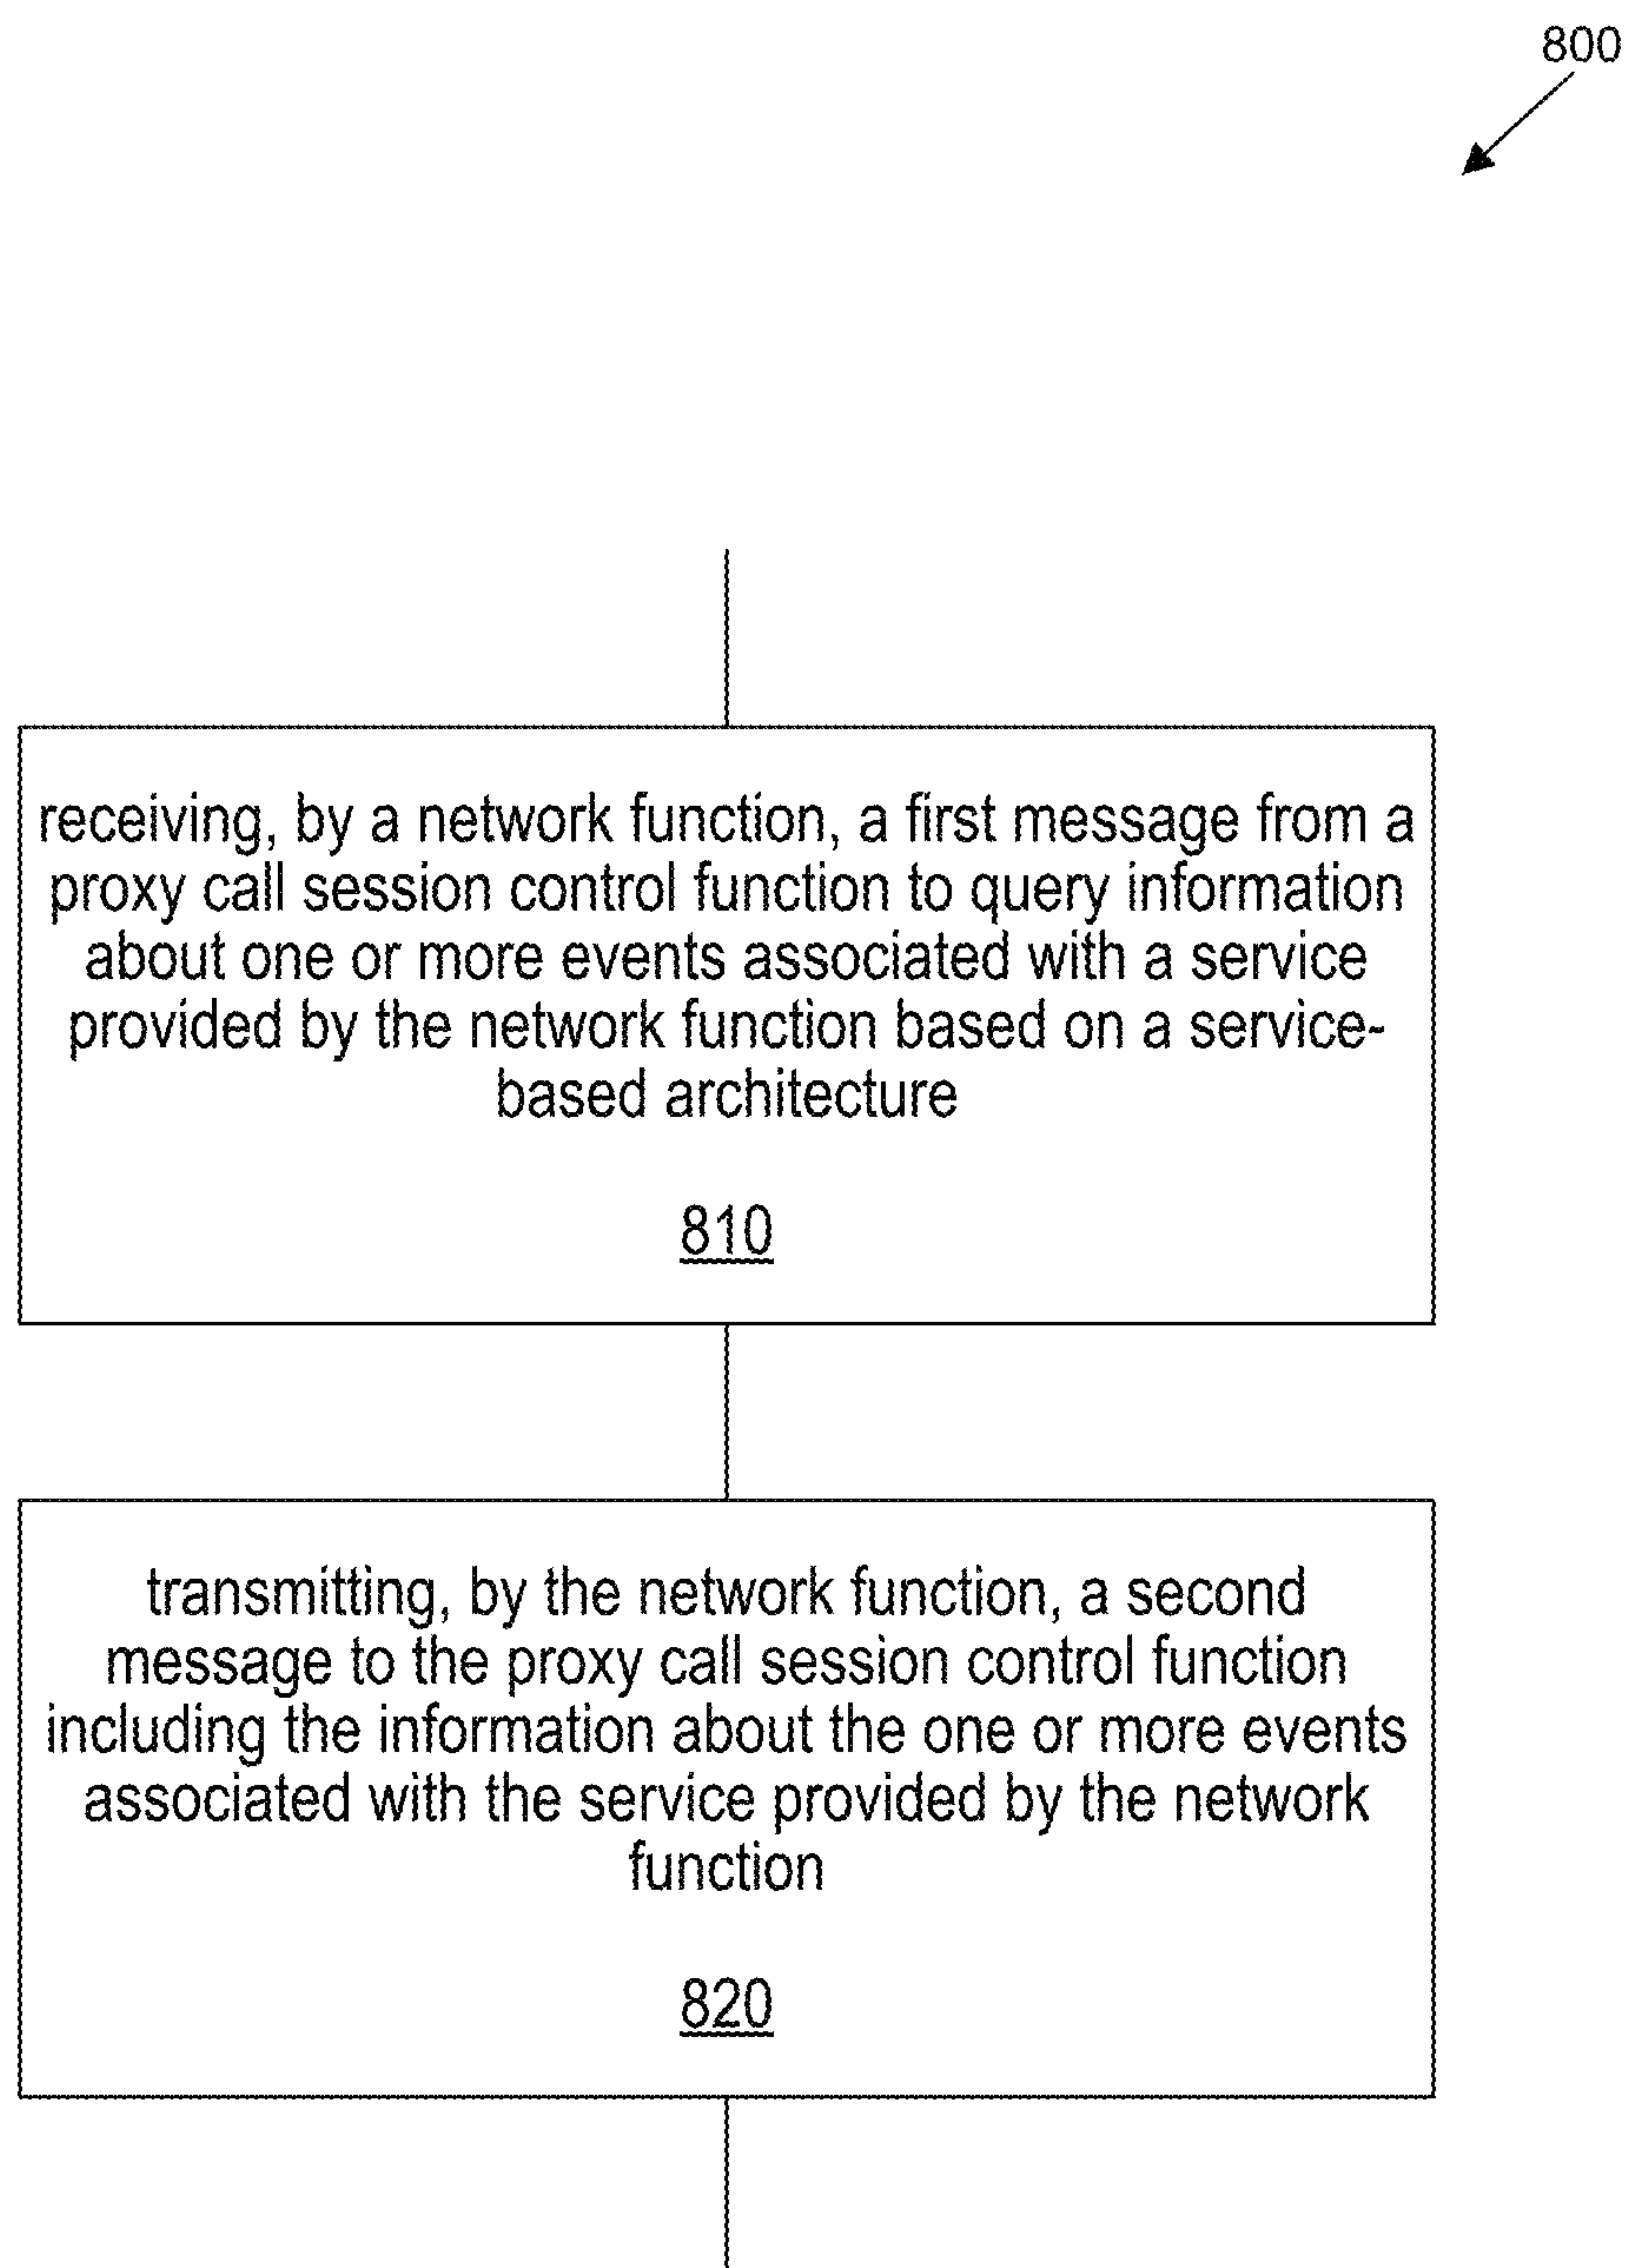 800
receiving, by a network function, a first message from a
proxy call session control function to query information
about one or more events associated with a service
provided by the network function based on a service-
based architecture
810
transmitting, by the network function, a second
message to the proxy call session control function
including the information about the one or more events
associated with the service provided by the network
function
820